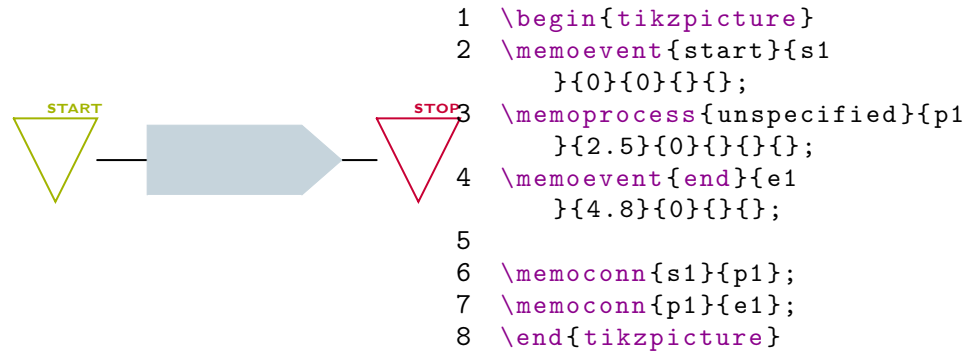 START
STOP
1 \begin{tikzpicture}
2 \memoevent{start}{s1
}{0}{0}{}{};
3 \memoprocess{unspecified}{p1
}{2.5}{0}{}{}{};
4 \memoevent{end}{e1
}{4.8}{0}{}{};
5
6 \memoconn{s1}{p1};
7 \memoconn{p1}{e1};
8 \end{tikzpicture}